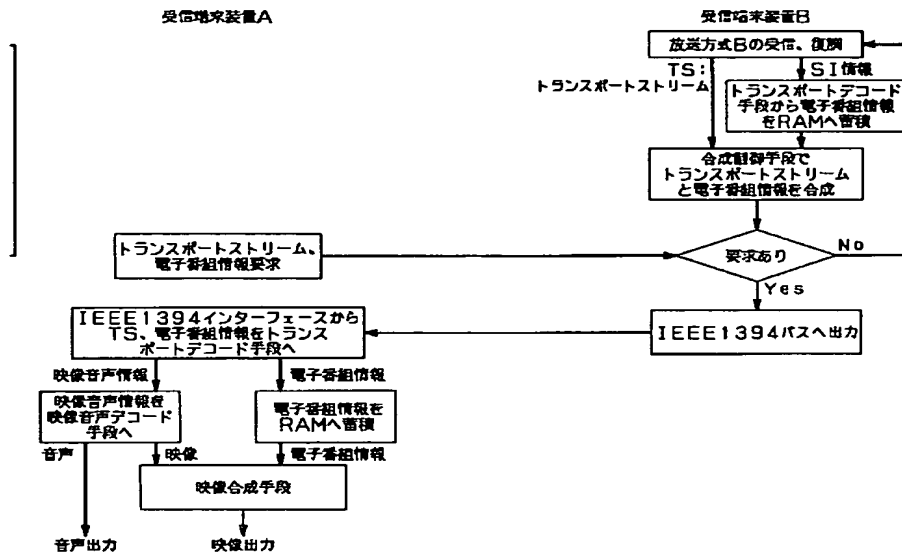 受信端末装置A
受信端末装置B
放送方式Bの受信、復調
TS:
トランスポートストリーム
SI情報
トランスポートデコード
手段から電子番組情報
をRAMへ蓄積
合成制御手段で
トランスポートストリーム
と電子番組情報を合成
トランスポートストリーム、
電子番組情報要求
要求あり
No
Yes
IEEE1394インターフェースから
TS、電子番組情報をトランス
ポートデコード手段へ
IEEE1394バスへ出力
映像音声情報
電子番組情報
映像音声情報を
映像音声デコード
手段へ
電子番組情報を
RAMへ蓄積
音声
映像
電子番組情報
映像合成手段
音声出力
映像出力